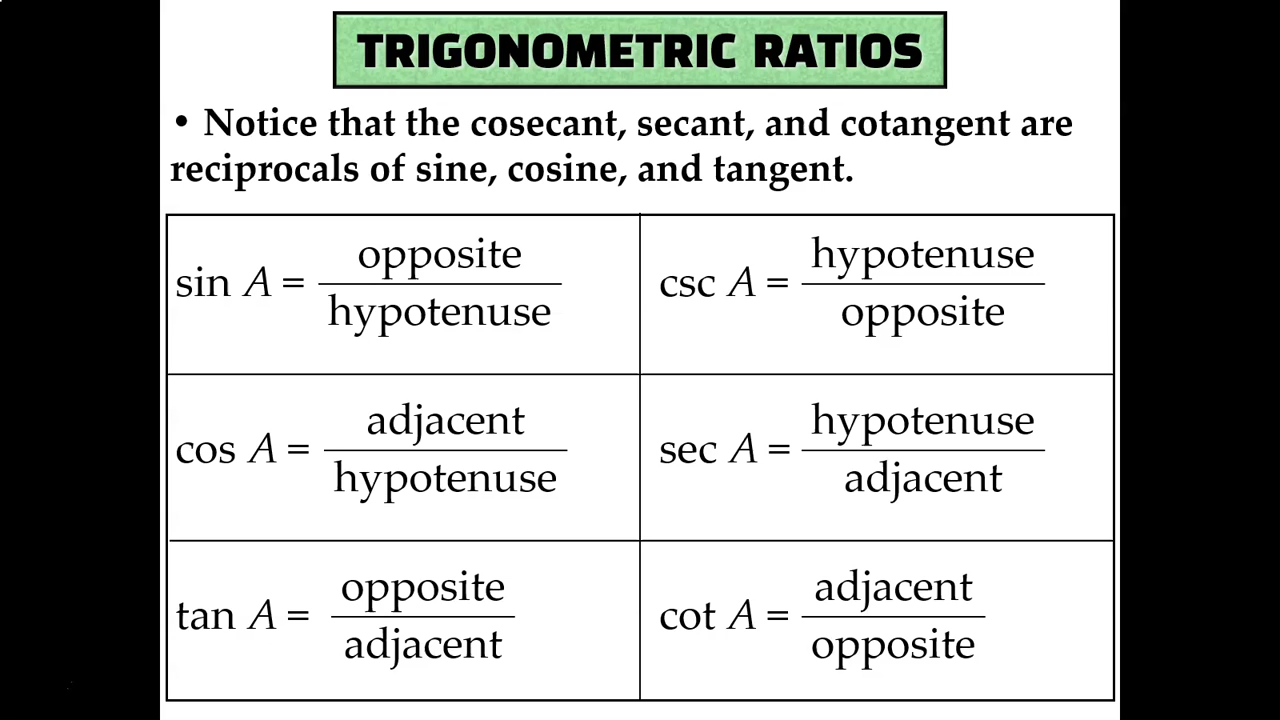 TRIGONOMETRIC RATIOS
• Notice that the cosecant, secant, and cotangent are
reciprocals of sine, cosine, and tangent.
sin A = opposite / hypotenuse
csc A = hypotenuse / opposite
cos A = adjacent / hypotenuse
sec A = hypotenuse / adjacent
tan A = opposite / adjacent
cot A = adjacent / opposite